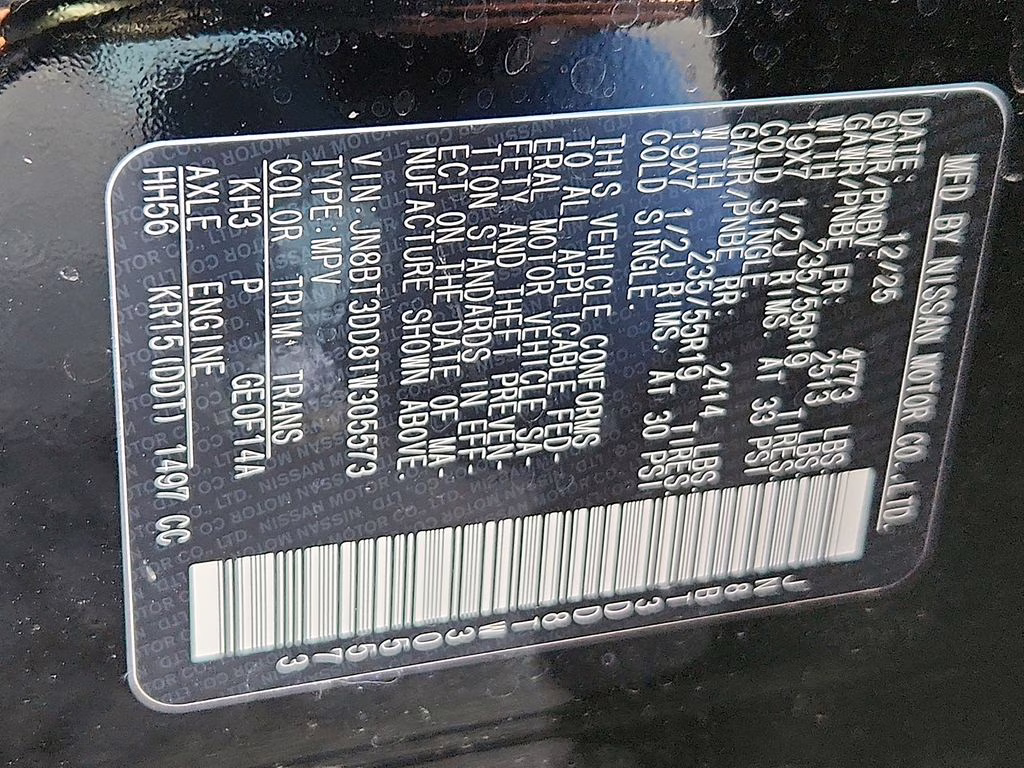 MFD BY NISSAN MOTOR CO.,LTD.
DATE: 12/25
GVWR/PNBV 4773 LBS
GAWR/PNBE FR: 2513 LBS
WITH 235/55R19 TIRES,
19X7 1/2J RIMS AT 33 PSI
COLD SINGLE.
GAWR/PNBE RR: 2414 LBS
WITH 235/55R19 TIRES,
19X7 1/2J RIMS AT 30 PSI
COLD SINGLE.
THIS VEHICLE CONFORMS
TO ALL APPLICABLE FED-
ERAL MOTOR VEHICLE SA-
FETY AND THEFT PREVEN-
TION STANDARDS IN EFF-
ECT ON THE DATE OF MA-
NUFACTURE SHOWN ABOVE.
VIN:JN8BT3DD8TW305573
TYPE:MPV
COLOR TRIM TRANS
KH3 P GE0F14A
AXLE ENGINE
HH56 KR15(DDT)1 1497 CC
JN8BT3DD8TW305573